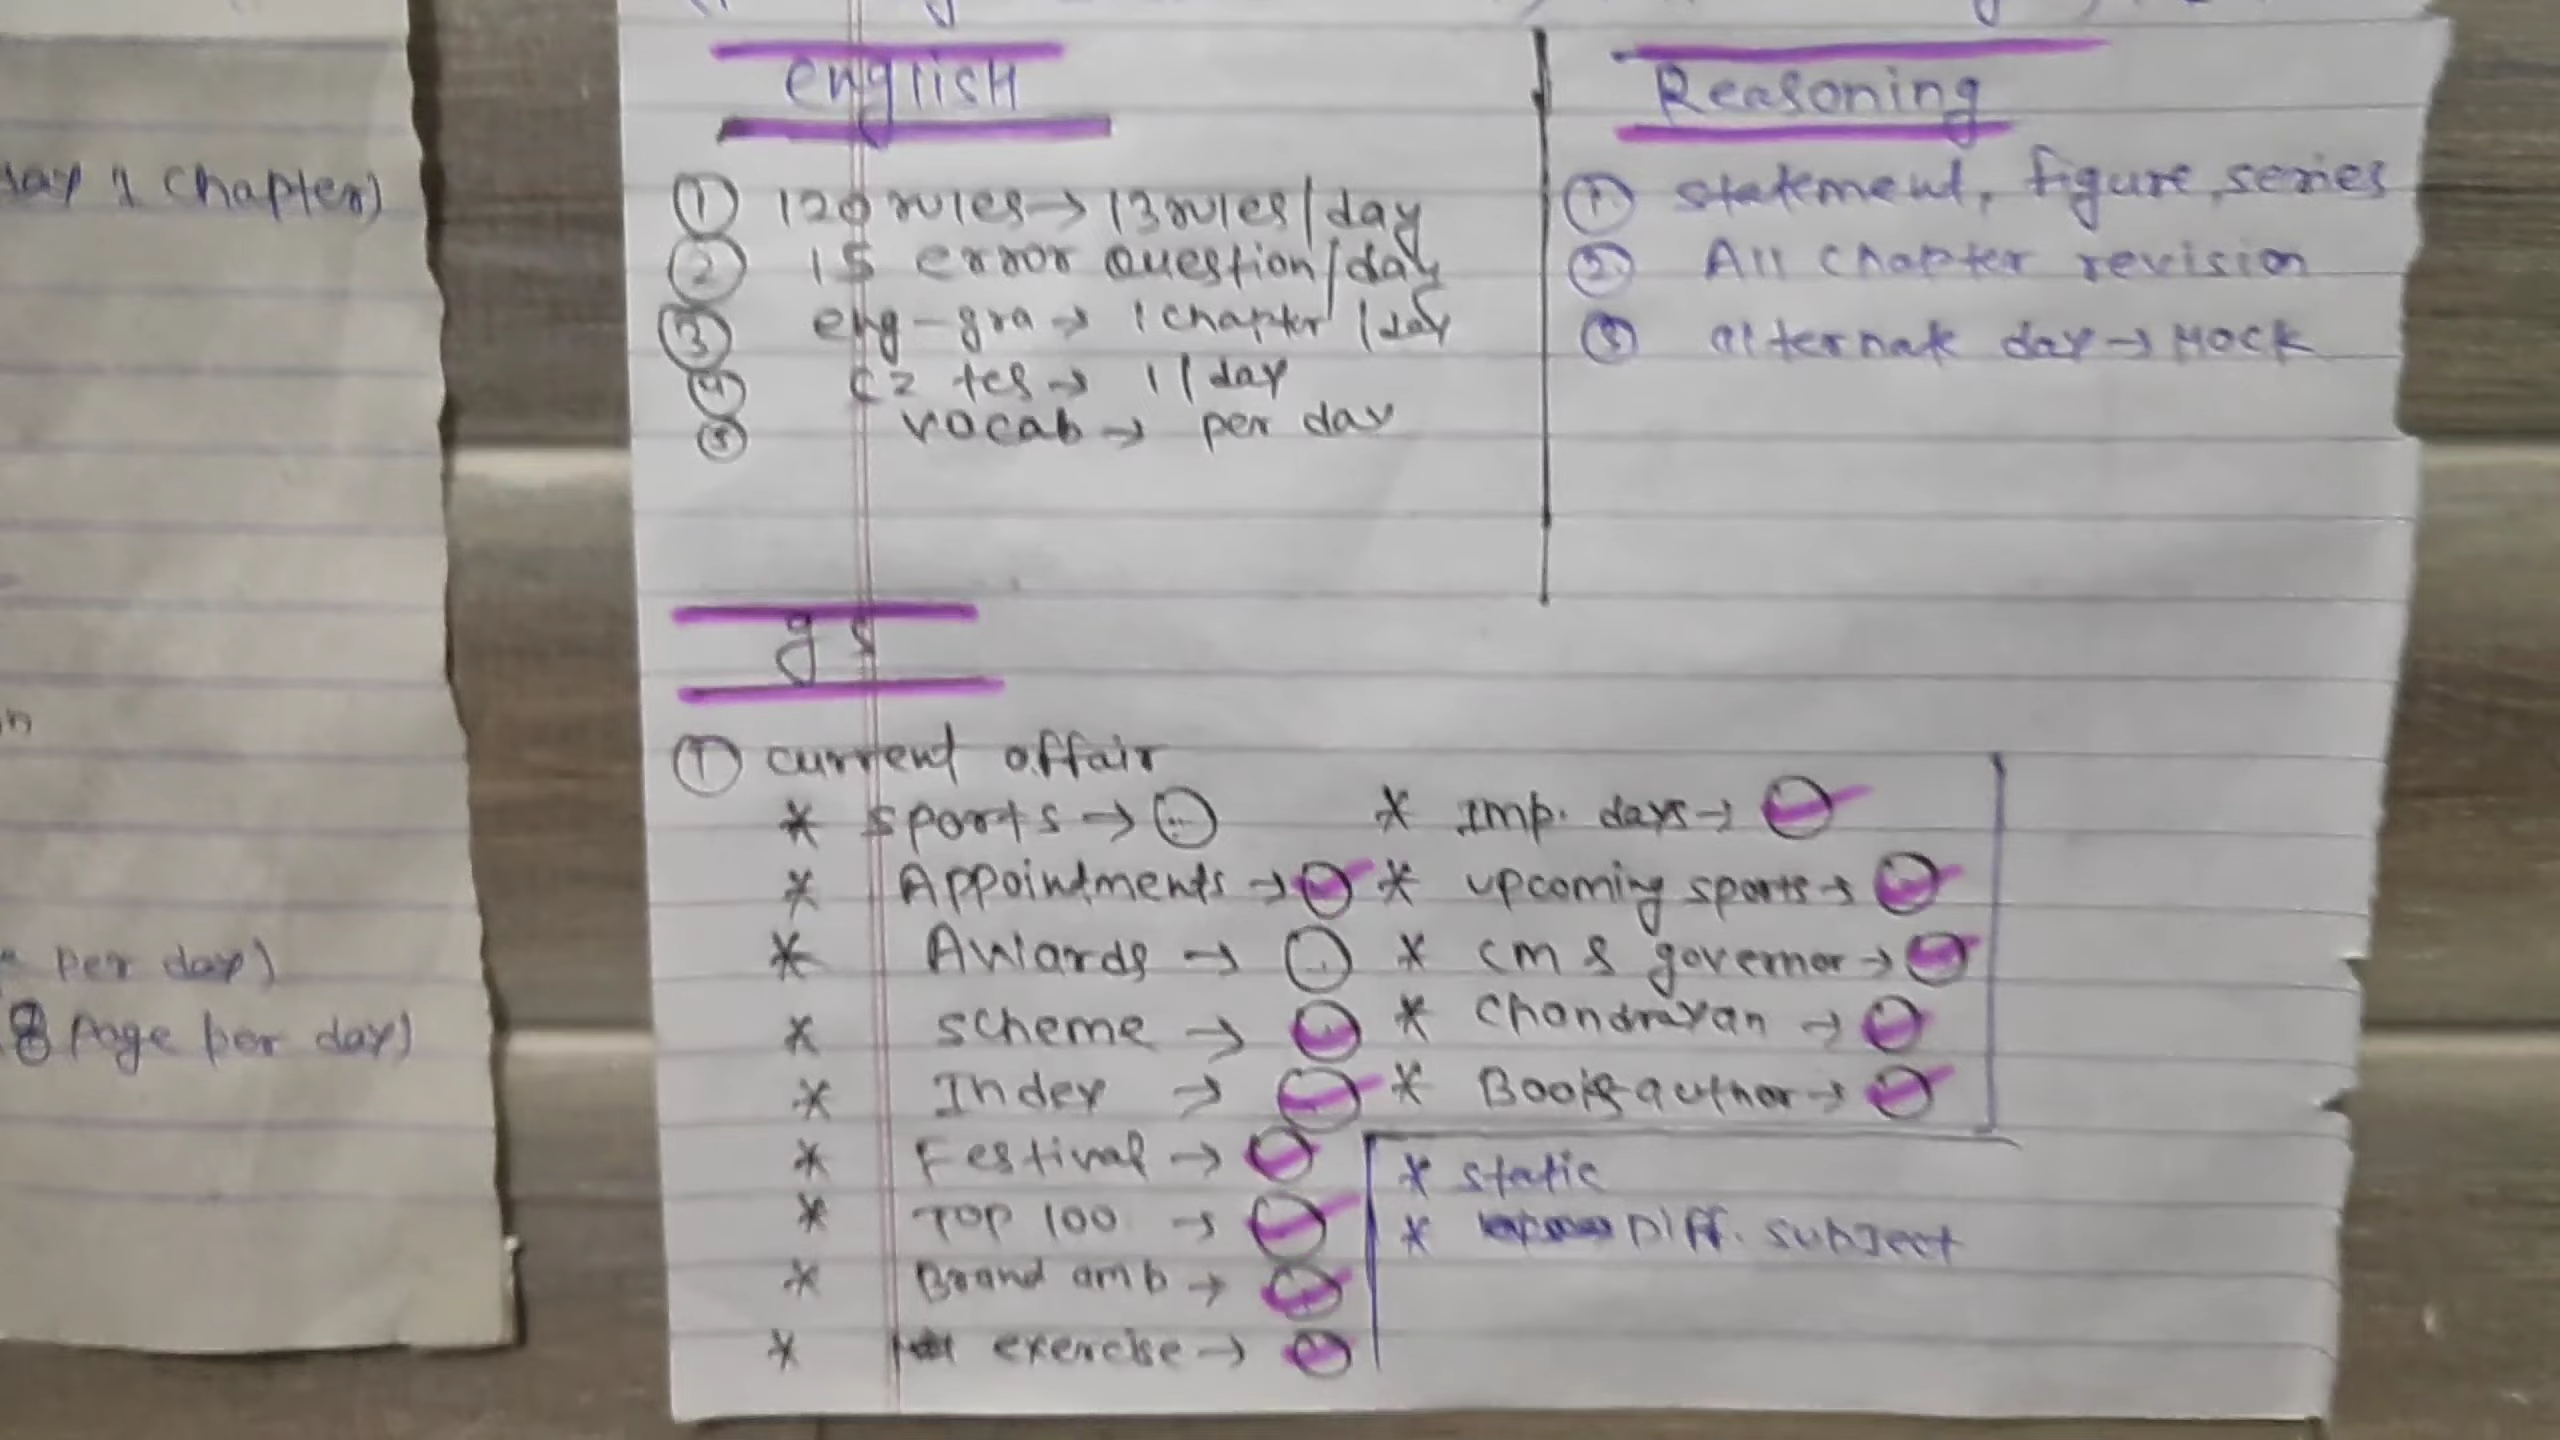 day 1 chapter)
per day)
Page per day)
english
① 120 rules → 13 rules/day
② 15 error question/day
③ eng-gra → 1 chapter/day
④ CZ tes → 1/day
⑤ vocab → per day
Reasoning
① statement, figure, series
② All chapter revision
③ alternate day → Mock
gs
① current affair
* sports →
* Appointments →
* Awards →
* scheme →
* Index →
* Festival →
* TOP 100 →
* Brand amb →
* exercise →
* Imp. days →
* upcoming sports →
* CM & governor →
* Chandrayan →
* Book & author →
* static
* Diff. subject